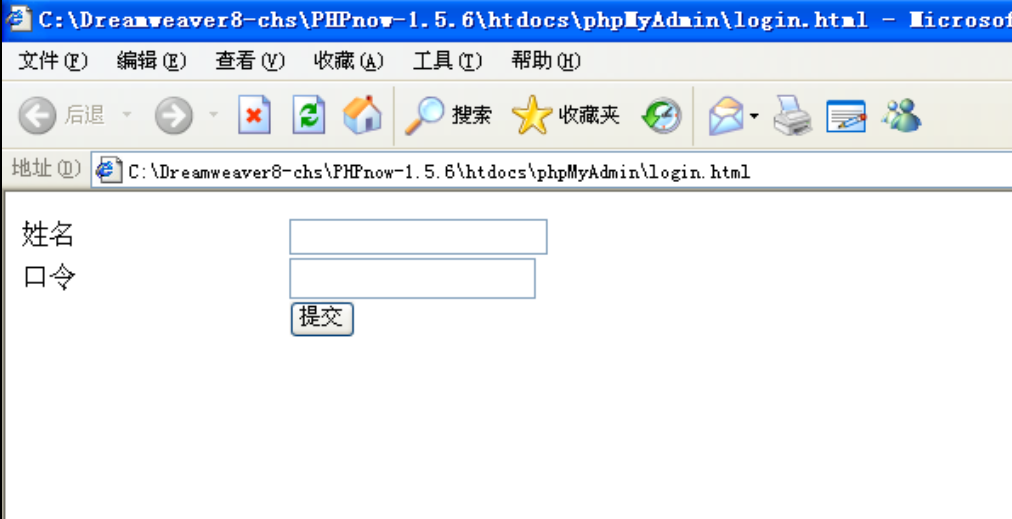 C:\Dreamweaver8-chs\PHPnow-1.5.6\htdocs\phpMyAdmin\login.html - Microsof
文件(F) 编辑(E) 查看(V) 收藏(A) 工具(T) 帮助(H)
后退 搜索 收藏夹
地址(D) C:\Dreamweaver8-chs\PHPnow-1.5.6\htdocs\phpMyAdmin\login.html
姓名
口令
提交